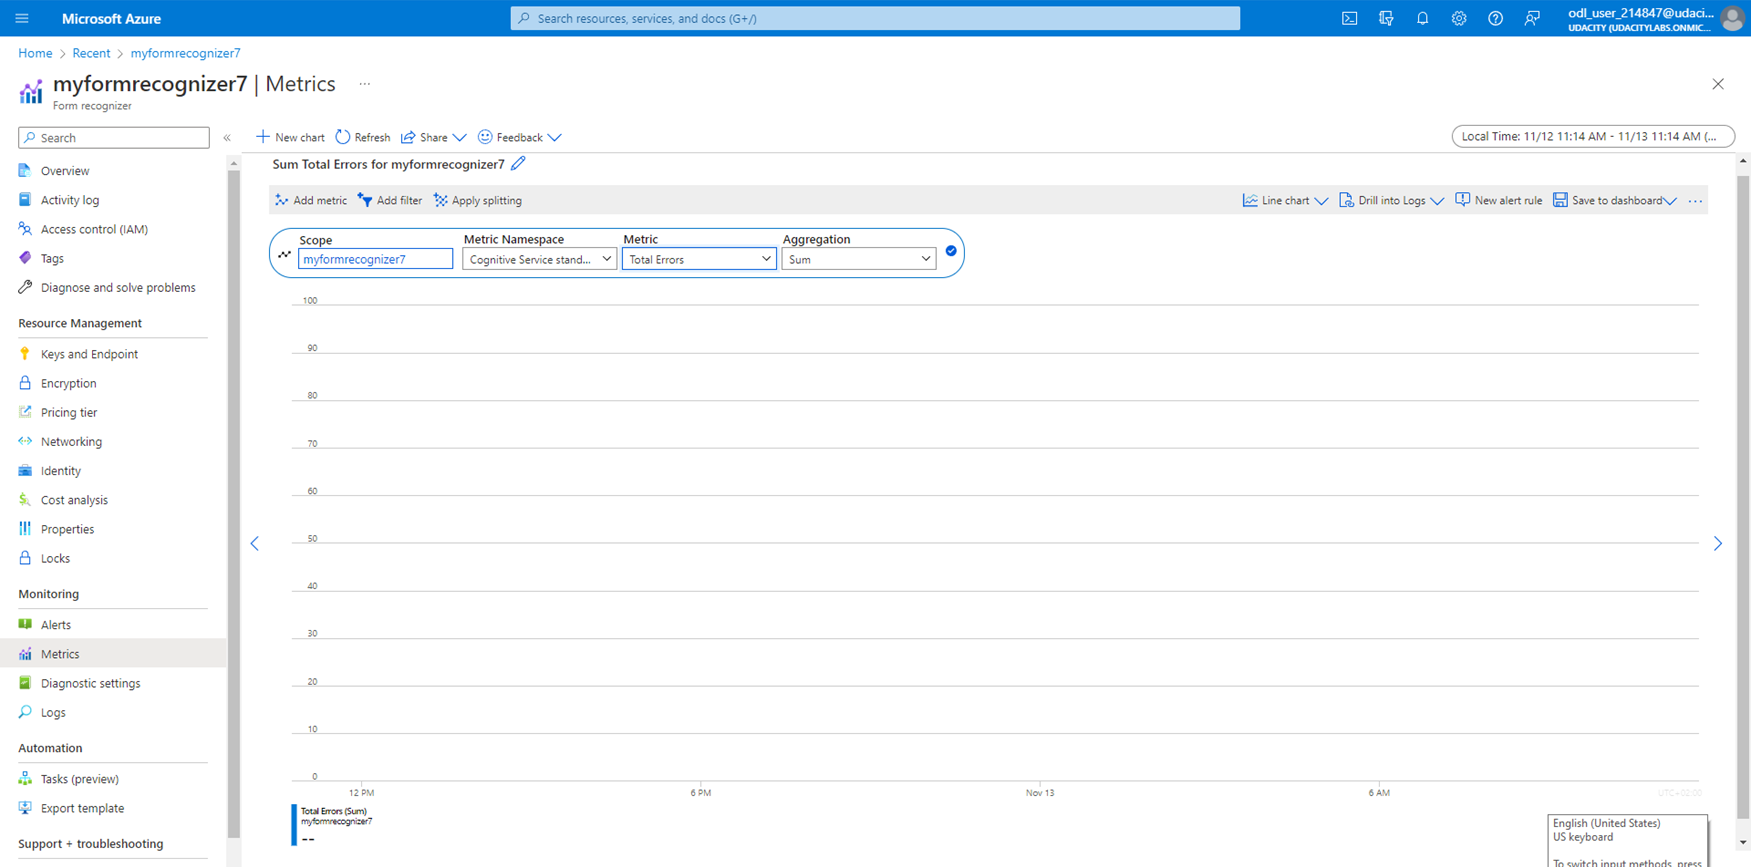 Microsoft Azure
Search resources, services, and docs (G+/)
odl_user_214847@udaci...
UDACITY (UDACITYLABS.ONMIC...
Home > Recent > myformrecognizer7
myformrecognizer7 | Metrics ...
Form recognizer
Search
«
Overview
Activity log
Access control (IAM)
Tags
Diagnose and solve problems
Resource Management
Keys and Endpoint
Encryption
Pricing tier
Networking
Identity
Cost analysis
Properties
Locks
Monitoring
Alerts
Metrics
Diagnostic settings
Logs
Automation
Tasks (preview)
Export template
Support + troubleshooting
New chart Refresh Share Feedback
Local Time: 11/12 11:14 AM - 11/13 11:14 AM (...
Sum Total Errors for myformrecognizer7
Add metric Add filter Apply splitting
Line chart Drill into Logs New alert rule Save to dashboard ...
Scope Metric Namespace Metric Aggregation
myformrecognizer7 Cognitive Service stand... Total Errors Sum
100
90
80
70
60
50
40
30
20
10
0
12 PM 6 PM Nov 13 6 AM UTC+02:00
Total Errors (Sum)
myformrecognizer7
--
English (United States)
US keyboard
To switch input methods, press